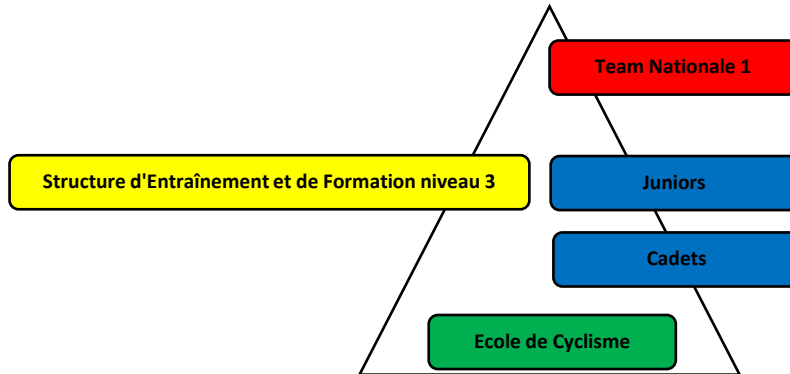 Team Nationale 1
Structure d'Entraînement et de Formation niveau 3
Juniors
Cadets
Ecole de Cyclisme